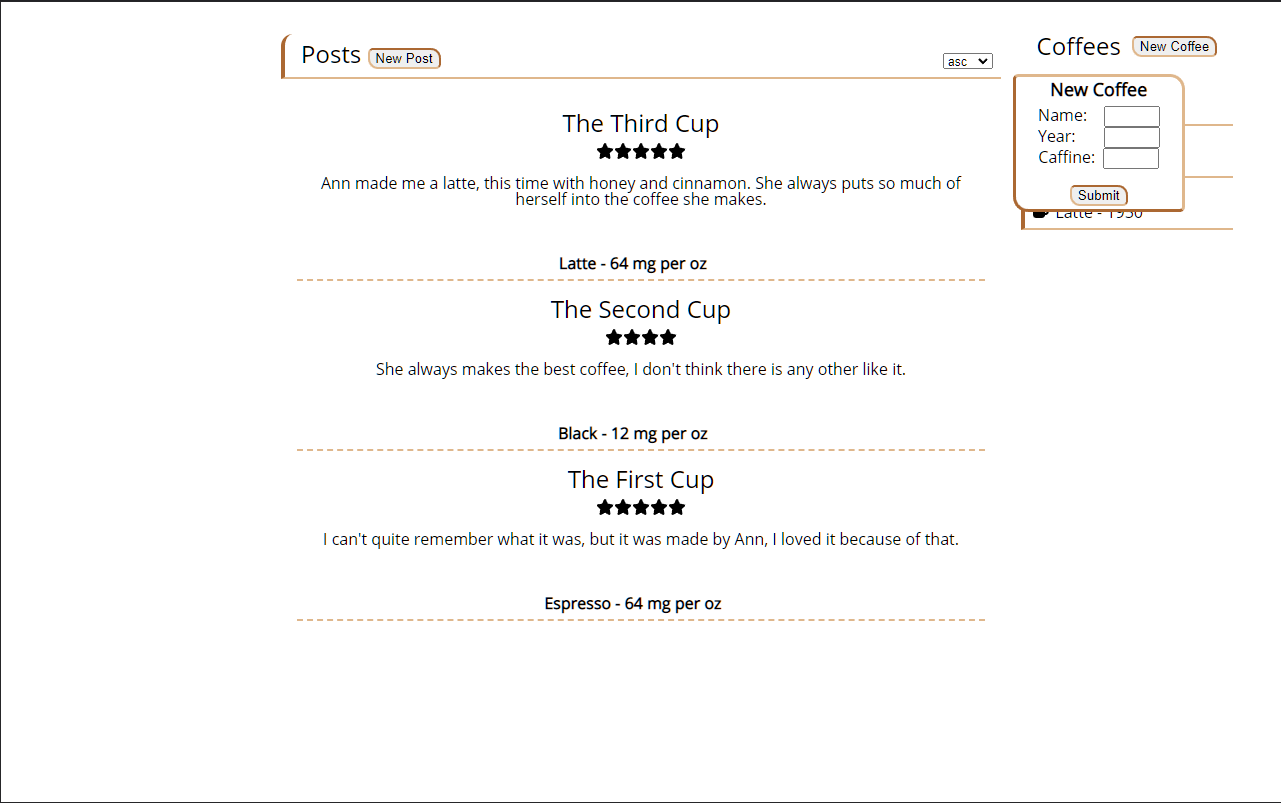 Posts New Post
asc
The Third Cup
Ann made me a latte, this time with honey and cinnamon. She always puts so much of
herself into the coffee she makes.
Latte - 64 mg per oz
The Second Cup
She always makes the best coffee, I don't think there is any other like it.
Black - 12 mg per oz
The First Cup
I can't quite remember what it was, but it was made by Ann, I loved it because of that.
Espresso - 64 mg per oz
Coffees New Coffee
New Coffee
Name:
Year:
Caffine:
Submit
Latte - 1950